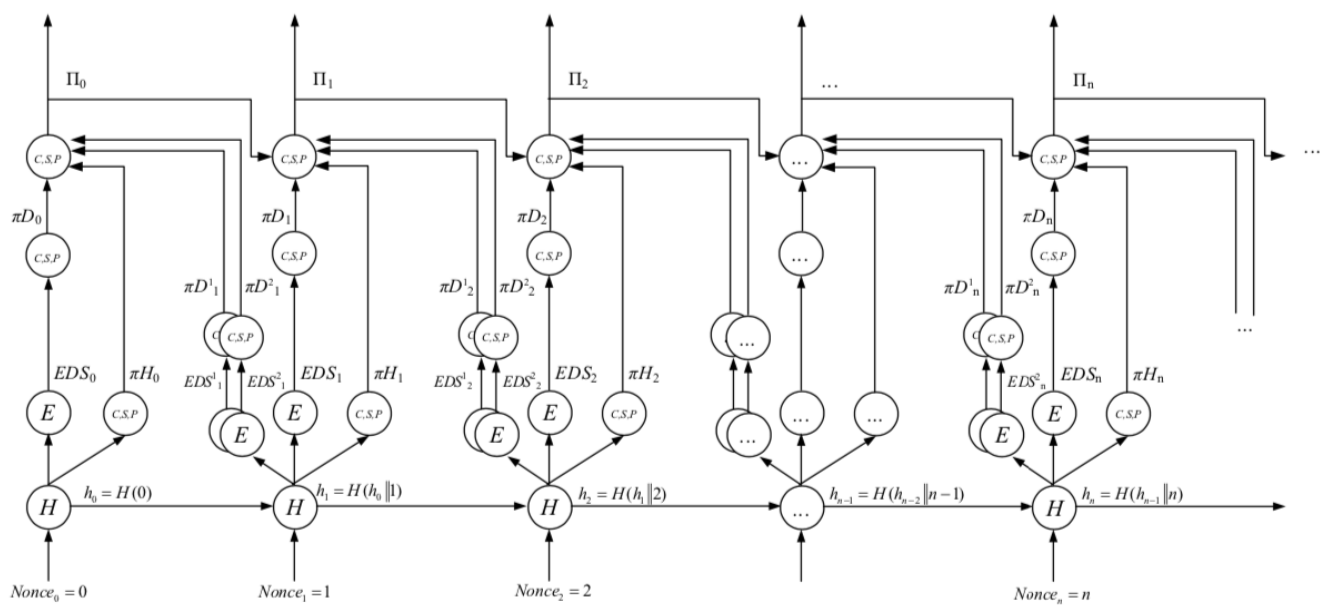 Π₀ Π₁ Π₂ ... Πₙ
C,S,P C,S,P C,S,P ... C,S,P ...
πD₀ πD₁ πD₂ πDₙ
C,S,P C,S,P C,S,P ... C,S,P
πD¹₁ πD²₁ πD¹₂ πD²₂ πD¹ₙ πD²ₙ
C C,S,P C C,S,P ... C C,S,P ...
EDS₀ πH₀ EDS¹₁ EDS²₁ EDS₁ πH₁ EDS¹₂ EDS²₂ EDS₂ πH₂ EDS²ₙ EDSₙ πHₙ
E C,S,P E C,S,P E C,S,P ... ... E C,S,P
E E ... E
h₀ = H(0) h₁ = H(h₀‖1) h₂ = H(h₁‖2) hₙ₋₁ = H(hₙ₋₂‖n−1) hₙ = H(hₙ₋₁‖n)
H H H ... H
Nonce₀ = 0 Nonce₁ = 1 Nonce₂ = 2 Nonceₙ = n